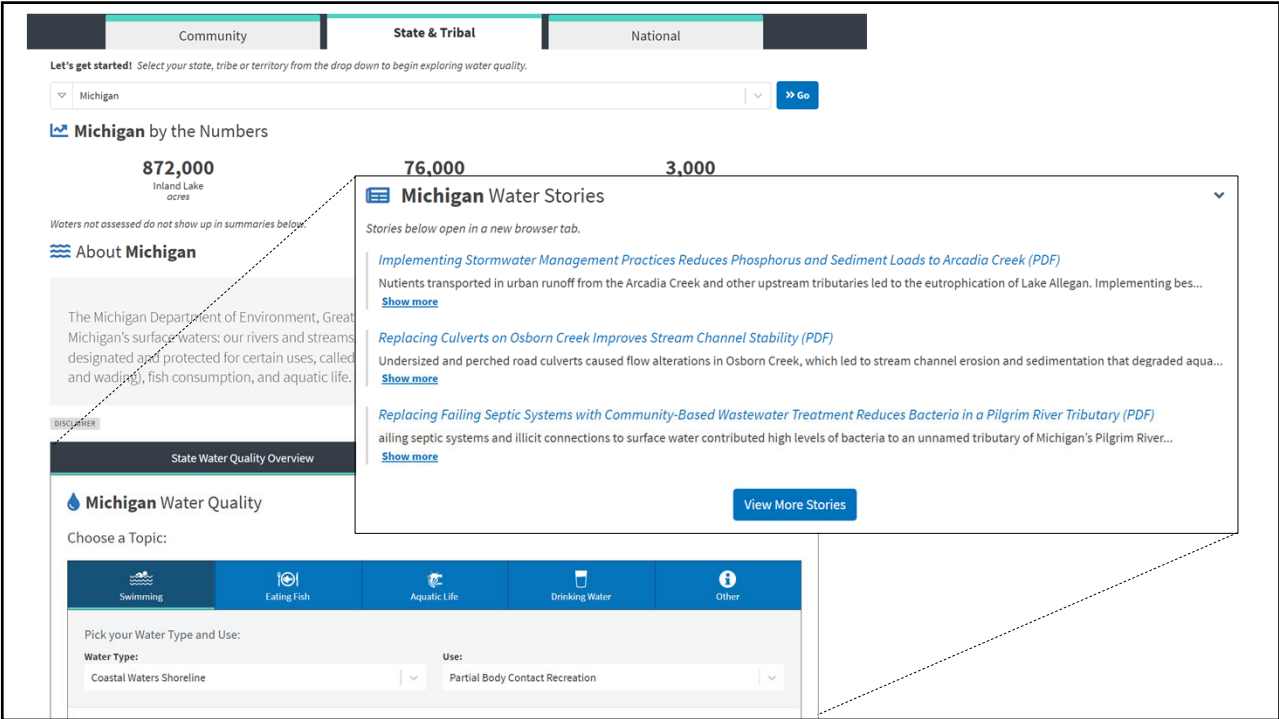 Community
State & Tribal
National
Let's get started! Select your state, tribe or territory from the drop down to begin exploring water quality.
Michigan
Go
Michigan by the Numbers
872,000
76,000
3,000
Inland Lake
acres
Waters not assessed do not show up in summaries below.
About Michigan
The Michigan Department of Environment, Great
Michigan's surface waters: our rivers and streams
designated and protected for certain uses, called
and wading), fish consumption, and aquatic life.
DISCLAIMER
State Water Quality Overview
Michigan Water Quality
Choose a Topic:
Swimming
Eating Fish
Aquatic Life
Drinking Water
Other
Pick your Water Type and Use:
Water Type:
Use:
Coastal Waters Shoreline
Partial Body Contact Recreation
Michigan Water Stories
Stories below open in a new browser tab.
Implementing Stormwater Management Practices Reduces Phosphorus and Sediment Loads to Arcadia Creek (PDF)
Nutients transported in urban runoff from the Arcadia Creek and other upstream tributaries led to the eutrophication of Lake Allegan. Implementing bes...
Show more
Replacing Culverts on Osborn Creek Improves Stream Channel Stability (PDF)
Undersized and perched road culverts caused flow alterations in Osborn Creek, which led to stream channel erosion and sedimentation that degraded aqua...
Show more
Replacing Failing Septic Systems with Community-Based Wastewater Treatment Reduces Bacteria in a Pilgrim River Tributary (PDF)
ailing septic systems and illicit connections to surface water contributed high levels of bacteria to an unnamed tributary of Michigan's Pilgrim River...
Show more
View More Stories